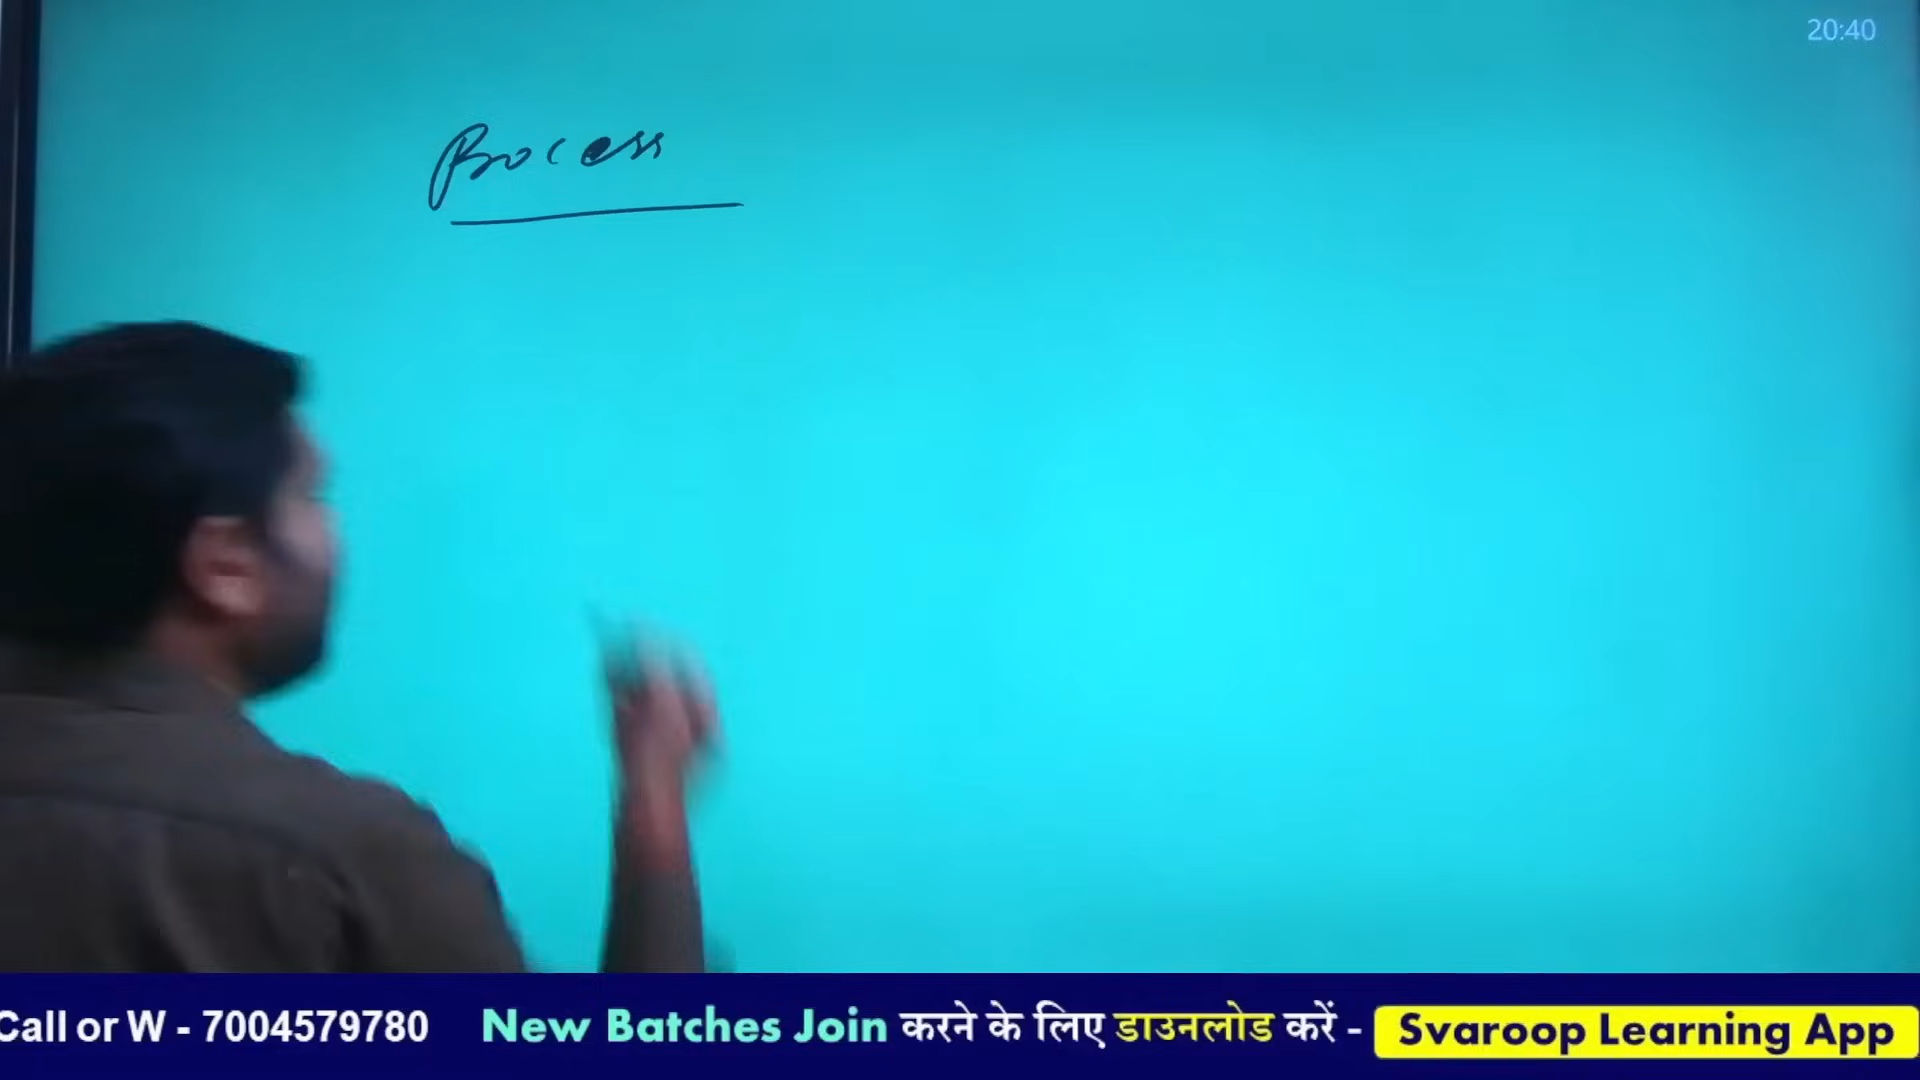 20:40
Process
Call or W - 7004579780 New Batches Join करने के लिए डाउनलोड करें - Svaroop Learning App